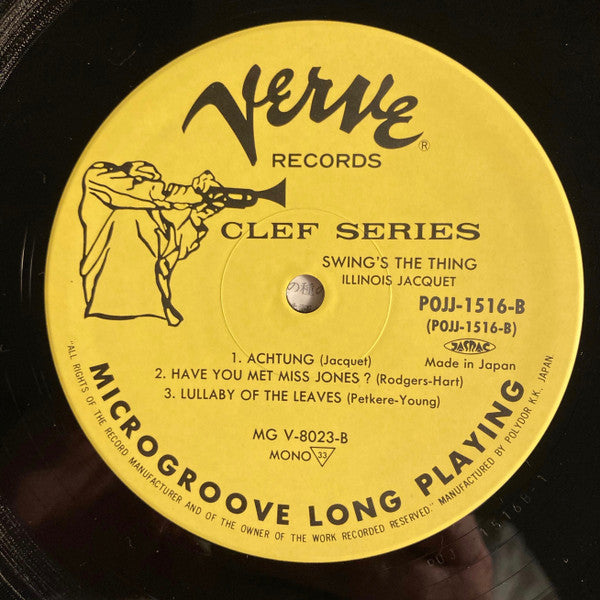 VERVE
®
RECORDS
CLEF SERIES
SWING'S THE THING
ILLINOIS JACQUET
POJJ-1516-B
(POJJ-1516-B)
JASRAC
Made in Japan
1. ACHTUNG (Jacquet)
2. HAVE YOU MET MISS JONES? (Rodgers-Hart)
3. LULLABY OF THE LEAVES (Petkere-Young)
MG V-8023-B
MONO 33
MICROGROOVE LONG PLAYING
"ALL RIGHTS OF THE RECORD MANUFACTURER AND OF THE OWNER OF THE WORK RECORDED RESERVED" MANUFACTURED BY POLYDOR K.K. JAPAN